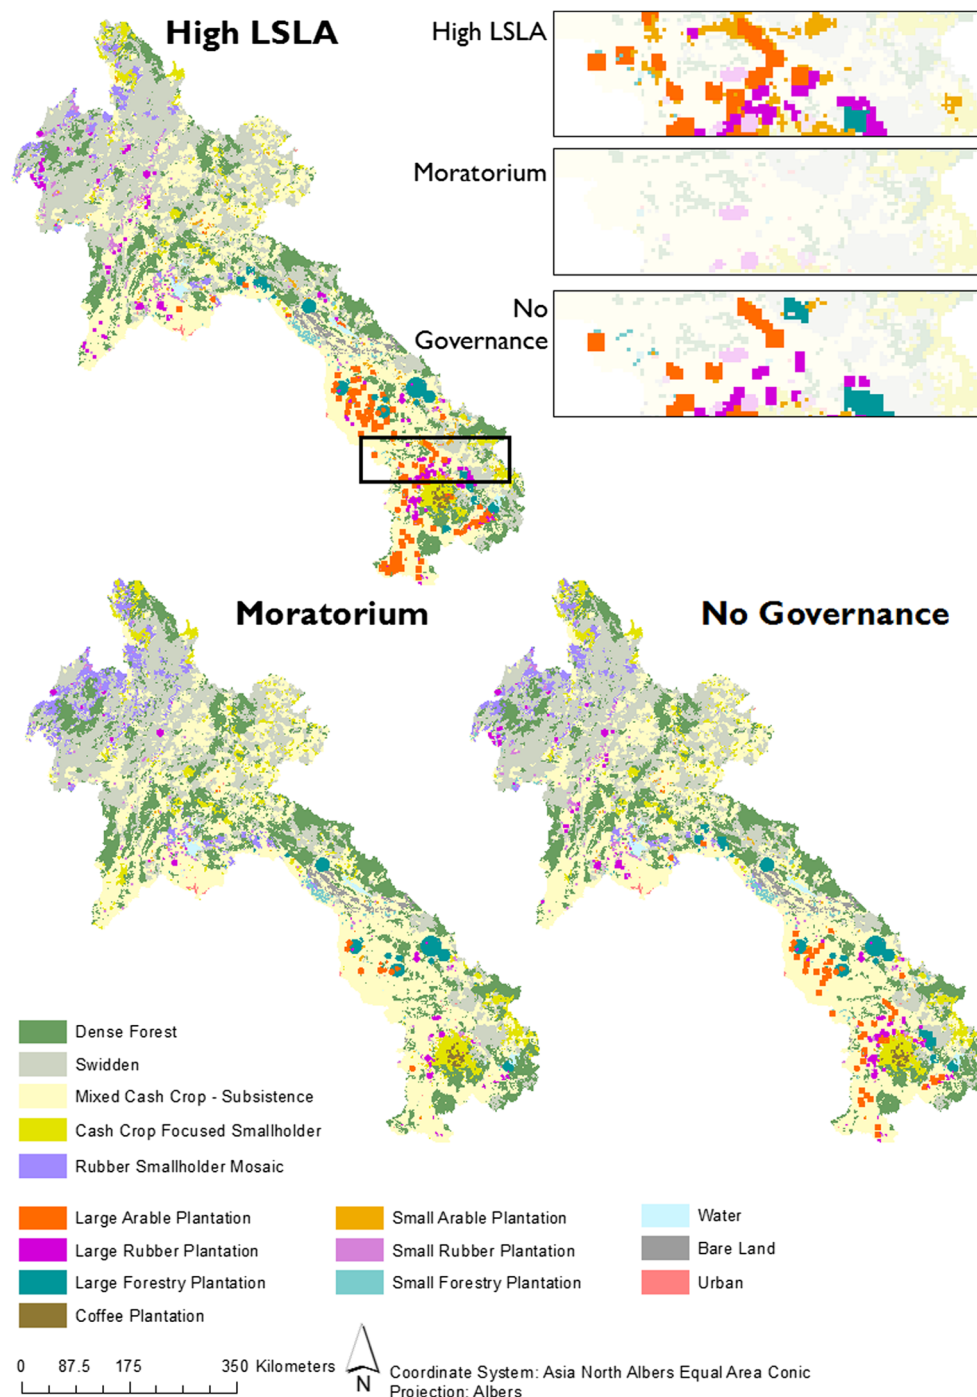 High LSLA
High LSLA
Moratorium
No
Governance
Moratorium
No Governance
Dense Forest
Swidden
Mixed Cash Crop - Subsistence
Cash Crop Focused Smallholder
Rubber Smallholder Mosaic
Large Arable Plantation
Large Rubber Plantation
Large Forestry Plantation
Coffee Plantation
Small Arable Plantation
Small Rubber Plantation
Small Forestry Plantation
Water
Bare Land
Urban
0 87.5 175 350 Kilometers
N
Coordinate System: Asia North Albers Equal Area Conic
Projection: Albers